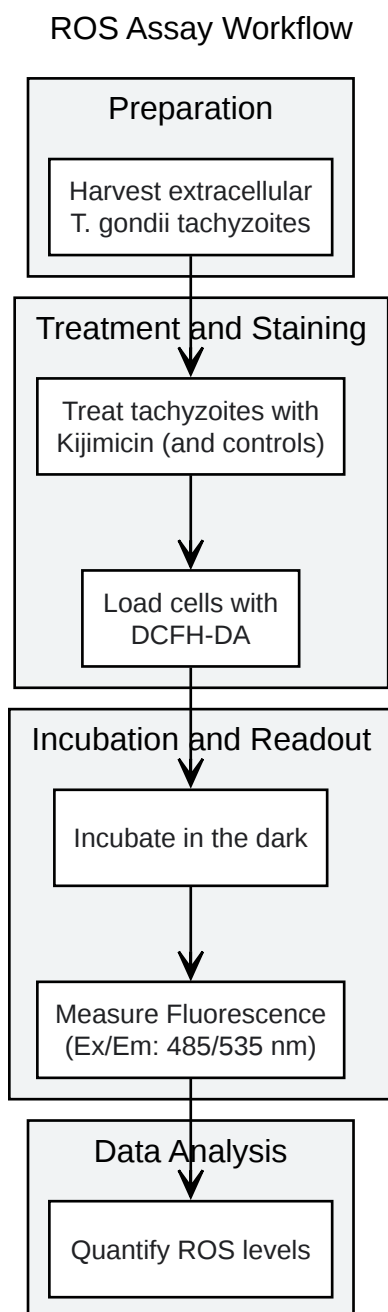 ROS Assay Workflow
Preparation
Harvest extracellular
T. gondii tachyzoites
Treatment and Staining
Treat tachyzoites with
Kijimicin (and controls)
Load cells with
DCFH-DA
Incubation and Readout
Incubate in the dark
Measure Fluorescence
(Ex/Em: 485/535 nm)
Data Analysis
Quantify ROS levels